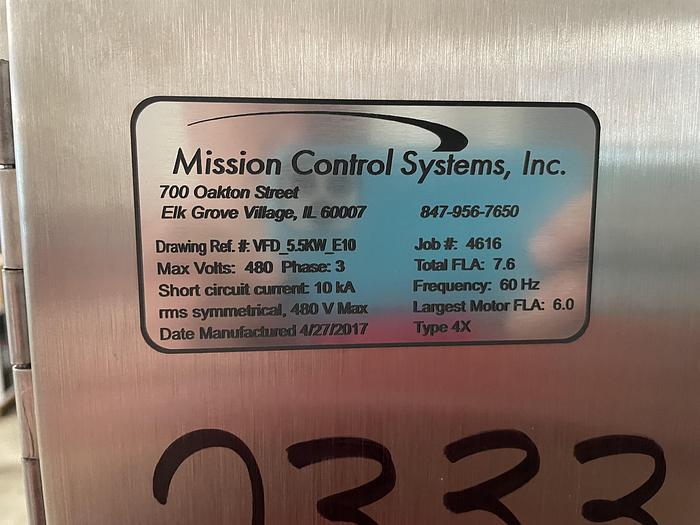 Mission Control Systems, Inc.
700 Oakton Street
Elk Grove Village, IL 60007 847-956-7650
Drawing Ref. #: VFD_5.5KW_E10 Job #: 4616
Max Volts: 480 Phase: 3 Total FLA: 7.6
Short circuit current: 10 kA Frequency: 60 Hz
rms symmetrical, 480 V Max Largest Motor FLA: 6.0
Date Manufactured 4/27/2017 Type 4X